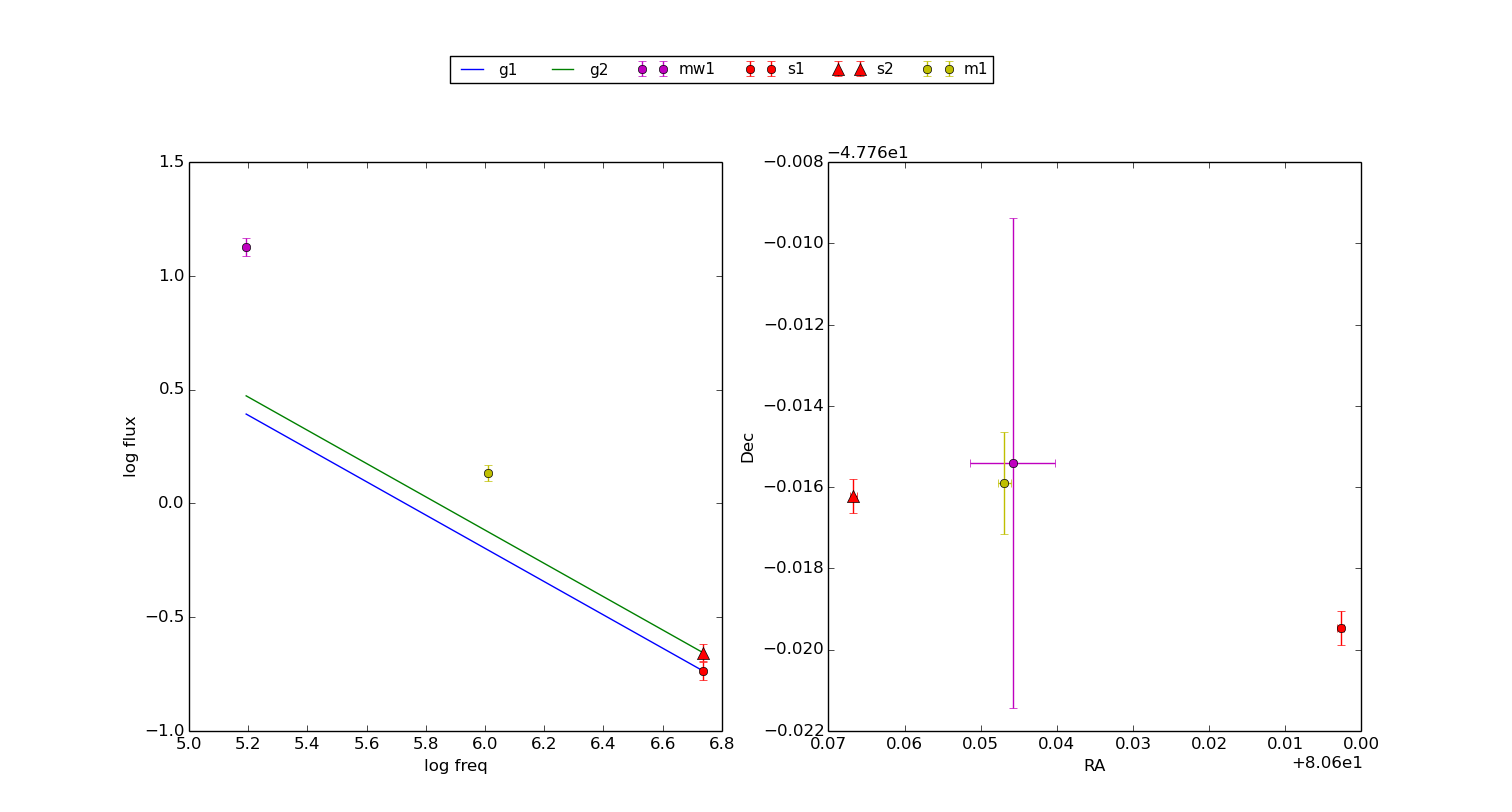 g1 g2 mw1 s1 s2 m1
−4.776e1
1.5
1.0
0.5
0.0
−0.5
−1.0
log flux
5.0 5.2 5.4 5.6 5.8 6.0 6.2 6.4 6.6 6.8
log freq
−0.008
−0.010
−0.012
−0.014
−0.016
−0.018
−0.020
−0.022
Dec
0.07 0.06 0.05 0.04 0.03 0.02 0.01 0.00
RA
+8.06e1